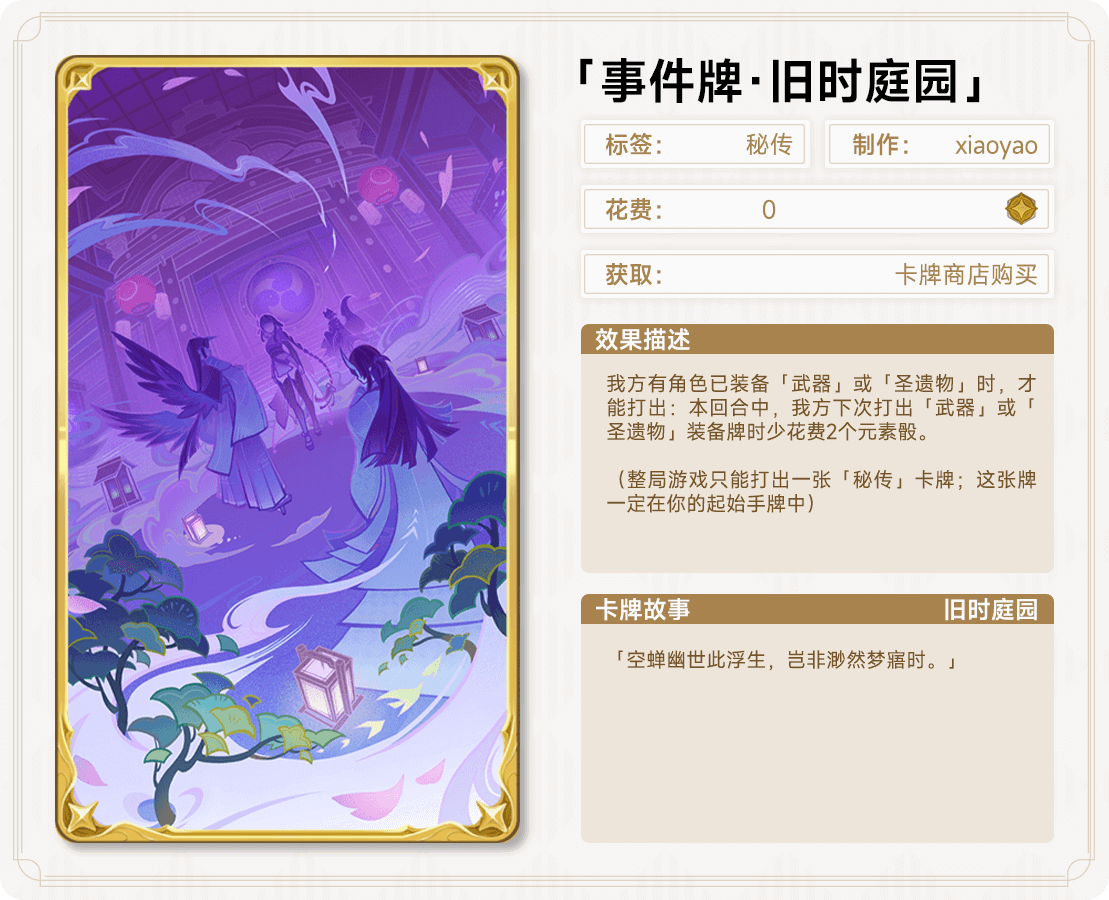 「事件牌·旧时庭园」
标签： 秘传
制作： xiaoyao
花费： 0
获取： 卡牌商店购买
效果描述
我方有角色已装备「武器」或「圣遗物」时，才
能打出：本回合中，我方下次打出「武器」或「
圣遗物」装备牌时少花费2个元素骰。
（整局游戏只能打出一张「秘传」卡牌；这张牌
一定在你的起始手牌中）
卡牌故事 旧时庭园
「空蝉幽世此浮生，岂非渺然梦寤时。」